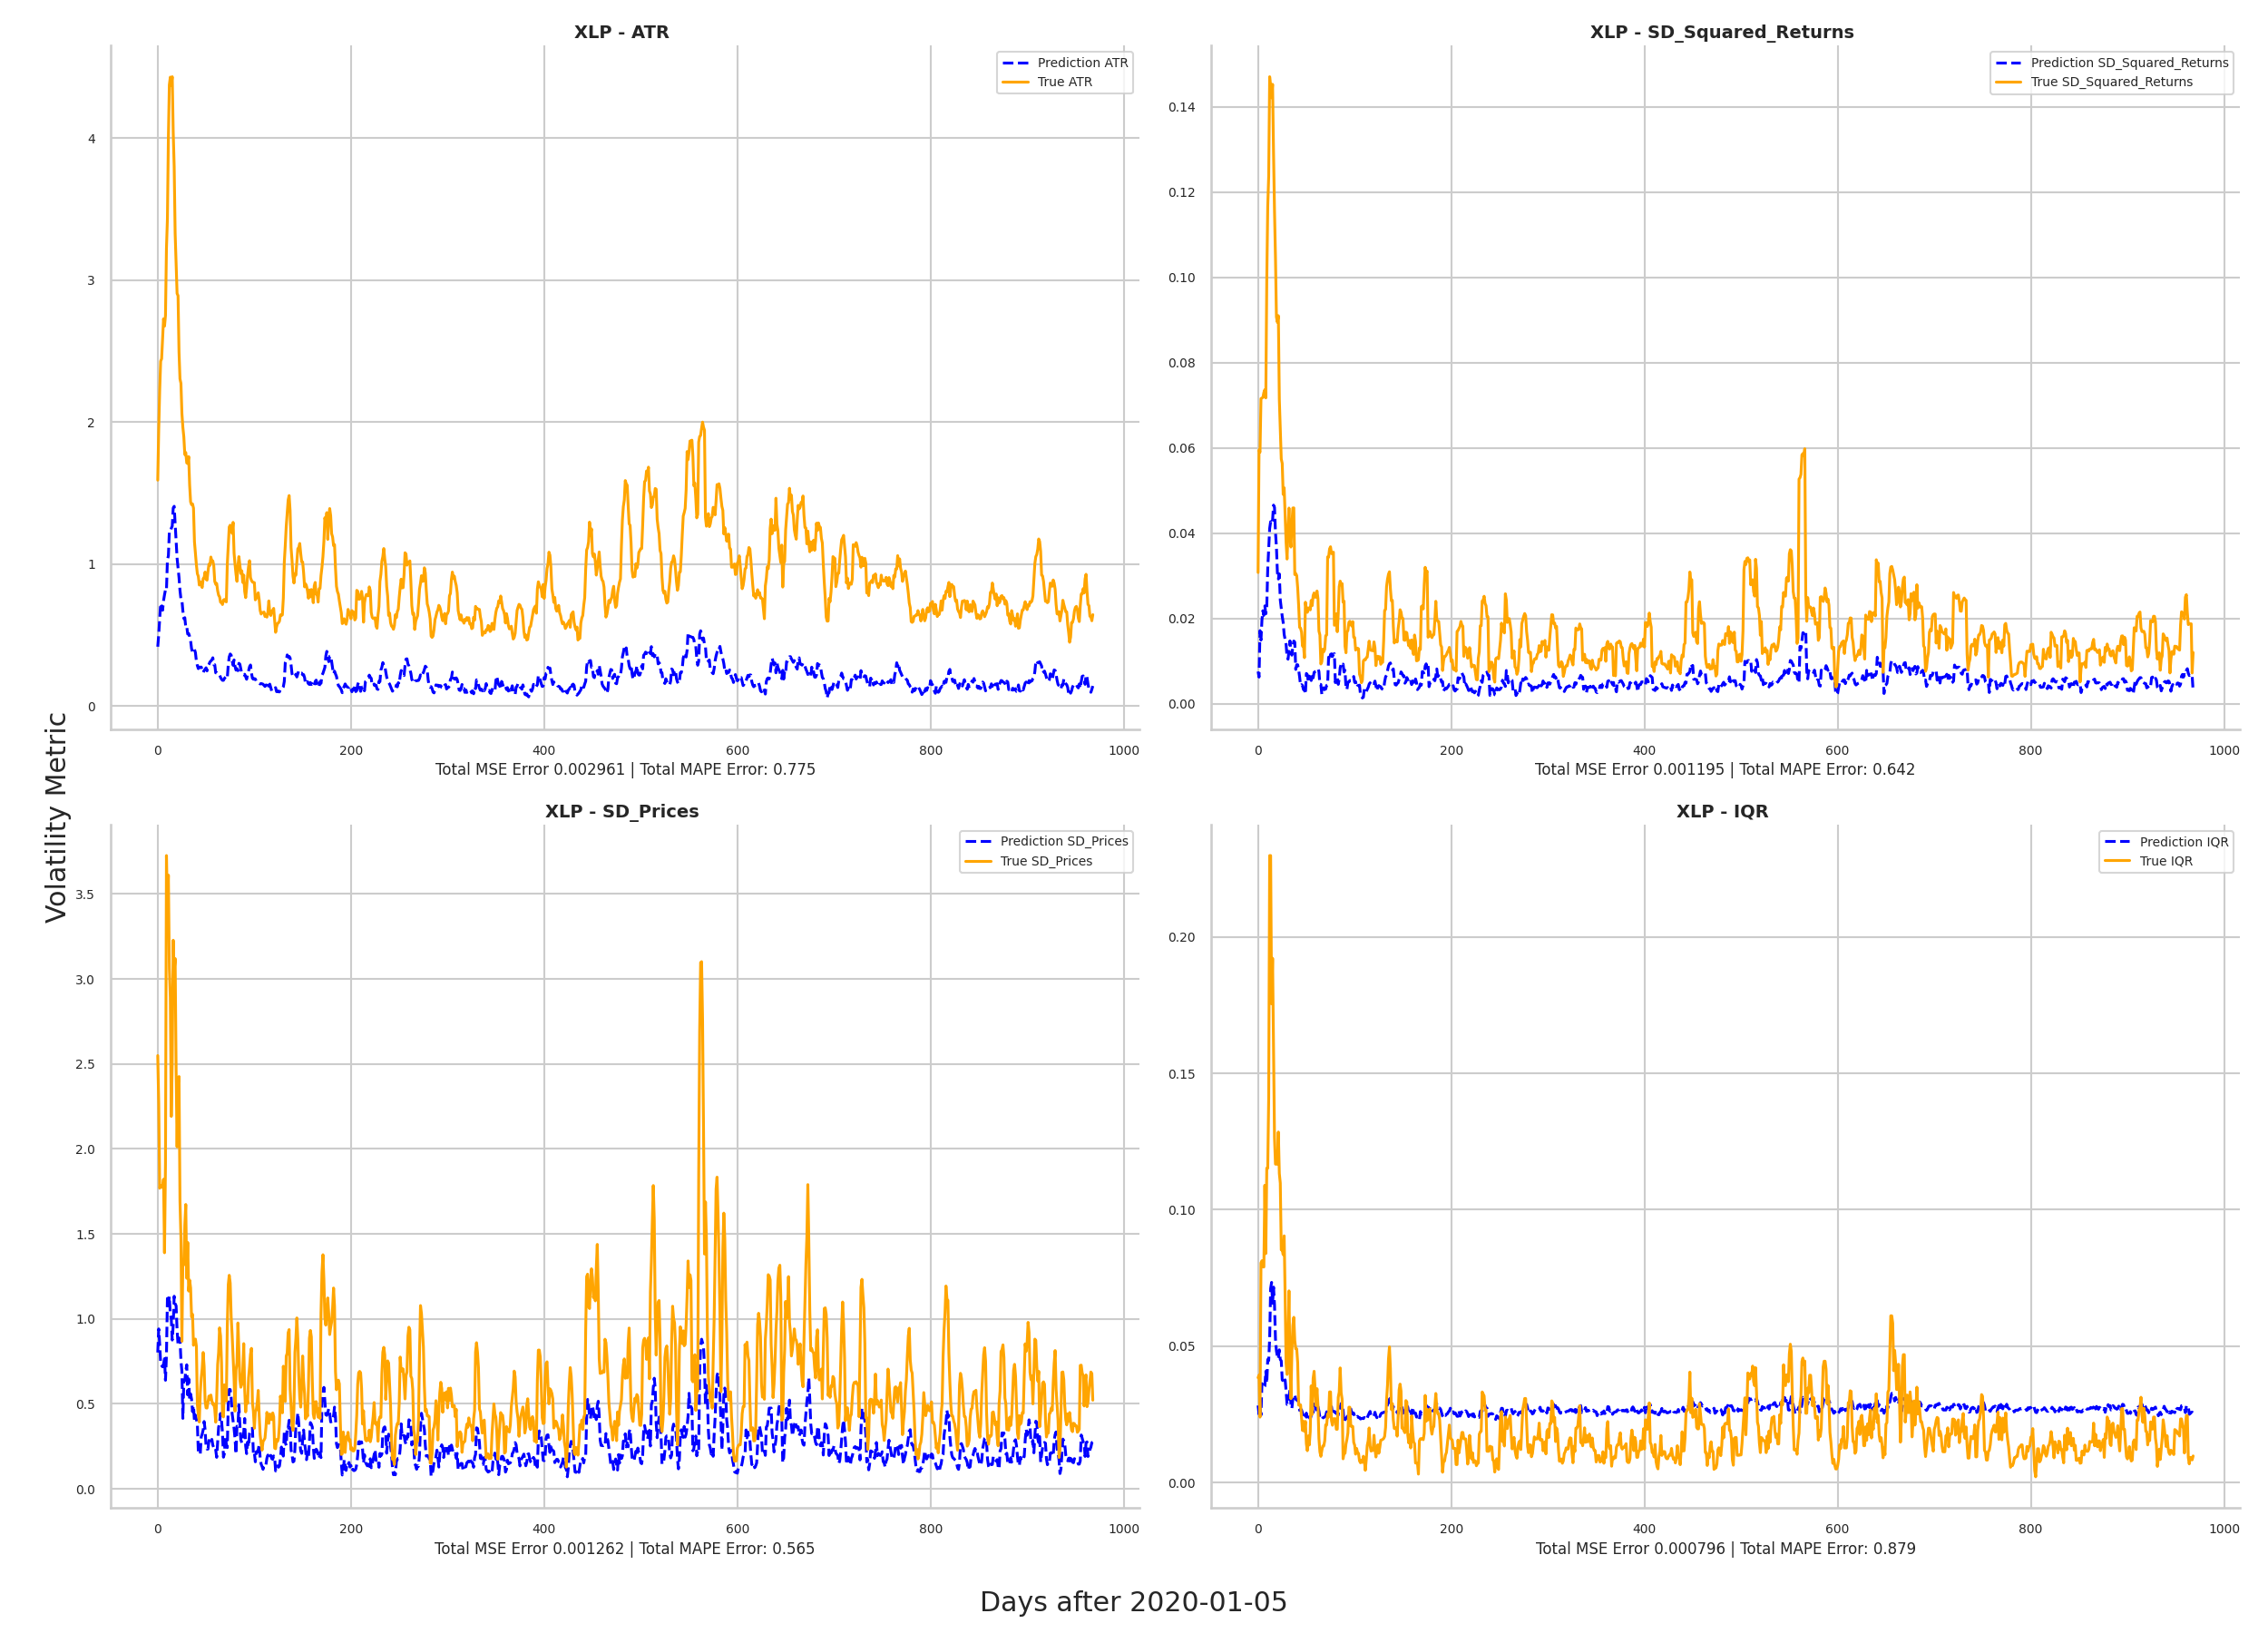 XLP - ATR
Prediction ATR
True ATR
4
3
2
1
0
0 200 400 600 800 1000
Total MSE Error 0.002961 | Total MAPE Error: 0.775
XLP - SD_Squared_Returns
Prediction SD_Squared_Returns
True SD_Squared_Returns
0.14
0.12
0.10
0.08
0.06
0.04
0.02
0.00
0 200 400 600 800 1000
Total MSE Error 0.001195 | Total MAPE Error: 0.642
Volatility Metric
XLP - SD_Prices
Prediction SD_Prices
True SD_Prices
3.5
3.0
2.5
2.0
1.5
1.0
0.5
0.0
0 200 400 600 800 1000
Total MSE Error 0.001262 | Total MAPE Error: 0.565
XLP - IQR
Prediction IQR
True IQR
0.20
0.15
0.10
0.05
0.00
0 200 400 600 800 1000
Total MSE Error 0.000796 | Total MAPE Error: 0.879
Days after 2020-01-05